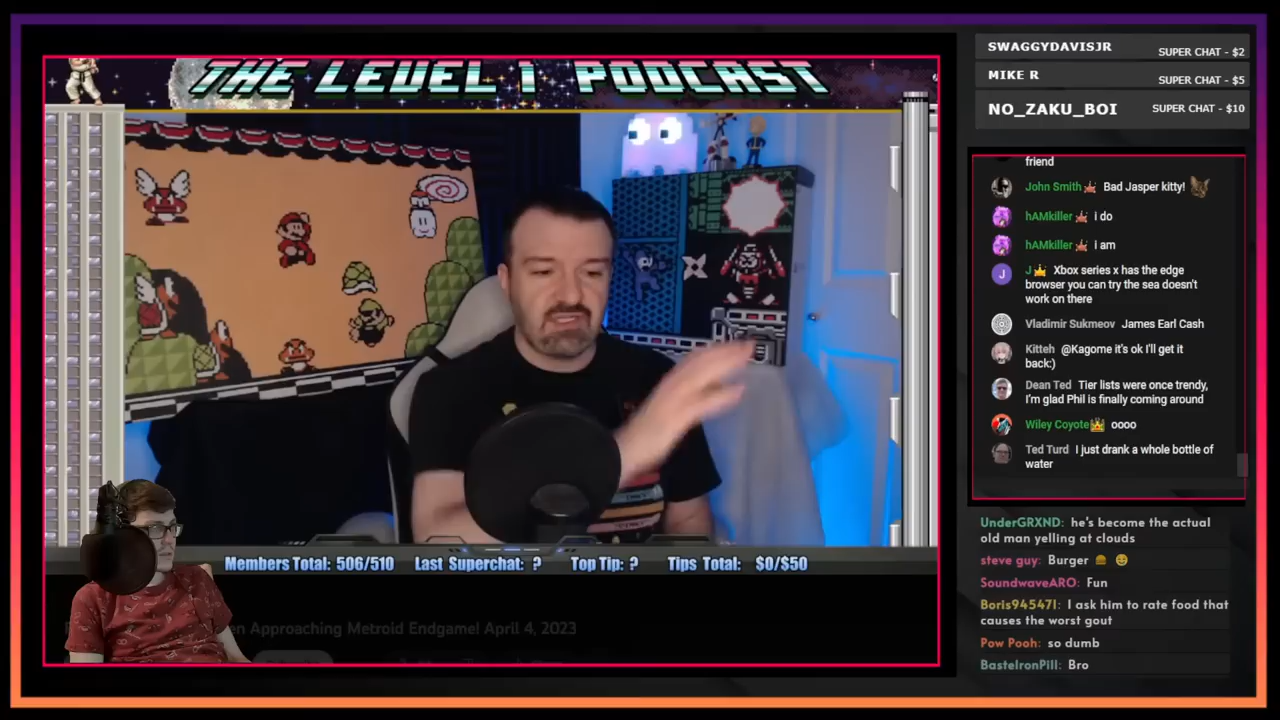 THE LEVEL 1 PODCAST
Members Total: 506/510 Last Superchat: ? Top Tip: ? Tips Total: $0/$50
en Approaching Metroid Endgame! April 4, 2023
SWAGGYDAVISJR SUPER CHAT - $2
MIKE R SUPER CHAT - $5
NO_ZAKU_BOI SUPER CHAT - $10
friend
John Smith Bad Jasper kitty!
hAMkiller i do
hAMkiller i am
J Xbox series x has the edge
browser you can try the sea doesn't
work on there
Vladimir Sukmeov James Earl Cash
Kitteh @Kagome it's ok I'll get it
back:)
Dean Ted Tier lists were once trendy,
I'm glad Phil is finally coming around
Wiley Coyote oooo
Ted Turd I just drank a whole bottle of
water
UnderGRXND: he's become the actual
old man yelling at clouds
steve guy: Burger 🍔 🙂
SoundwaveARO: Fun
Boris945471: I ask him to rate food that
causes the worst gout
Pow Pooh: so dumb
BasteIronPill: Bro